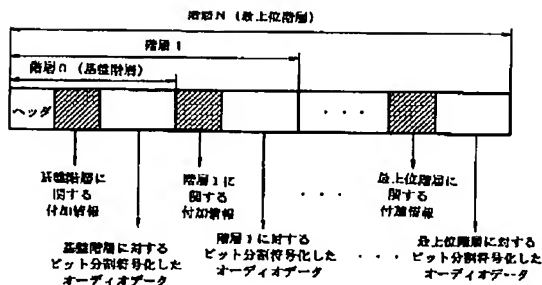 階層N (最上位階層)
階層1
階層0 (基盤階層)
ヘッダ
・・・
基盤階層に
関する
付加情報
階層1に
関する
付加情報
・・・
最上位階層に
関する
付加情報
基盤階層に対する
ビット分割符号化した
オーディオデータ
階層1に対する
ビット分割符号化した
オーディオデータ
・・・
最上位階層に対する
ビット分割符号化した
オーディオデータ